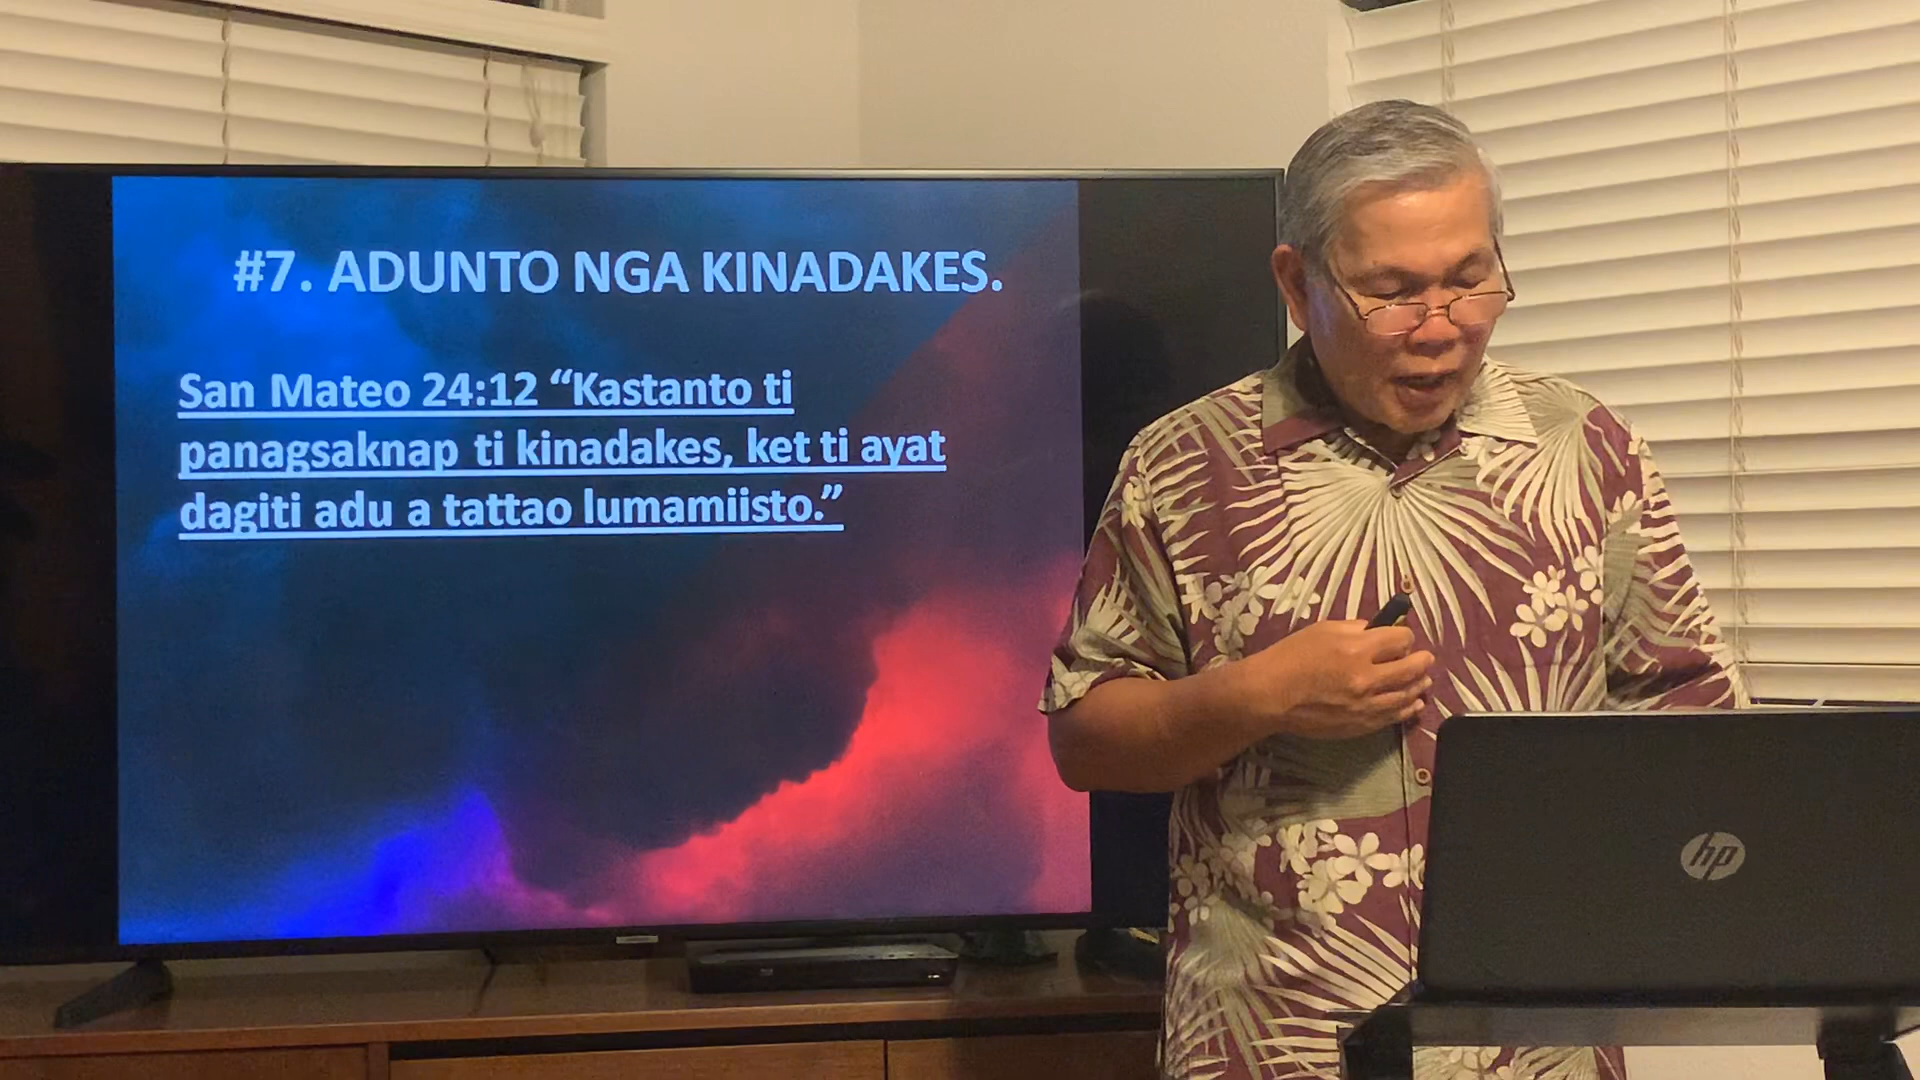 #7. ADUNTO NGA KINADAKES.
San Mateo 24:12 “Kastanto ti
panagsaknap ti kinadakes, ket ti ayat
dagiti adu a tattao lumamiisto.”
hp